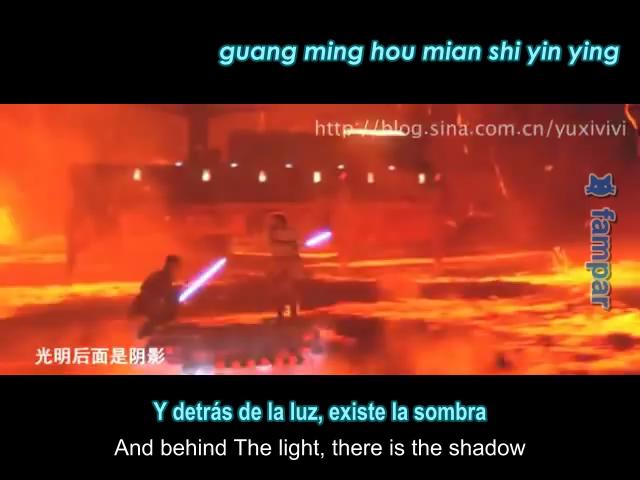 guang ming hou mian shi yin ying
http://blog.sina.com.cn/yuxivivi
fampar
光明后面是阴影
Y detrás de la luz, existe la sombra
And behind The light, there is the shadow